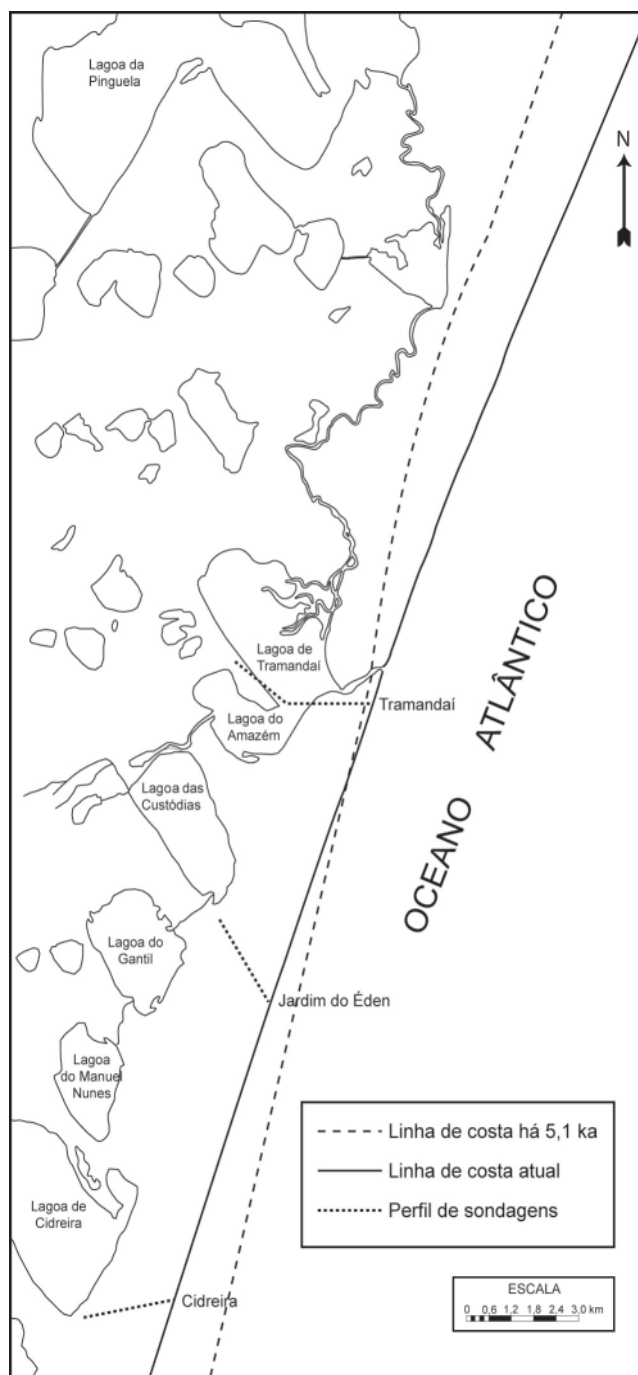 Lagoa da
Pinguela
N
Lagoa de
Tramandaí
Tramandaí
Lagoa do
Amazém
Lagoa das
Custódias
OCEANO ATLÂNTICO
Lagoa do
Gantil
Jardim do Éden
Lagoa
do Manuel
Nunes
Lagoa de
Cidreira
Cidreira
Linha de costa há 5,1 ka
Linha de costa atual
Perfil de sondagens
ESCALA
0 0,6 1,2 1,8 2,4 3,0 km